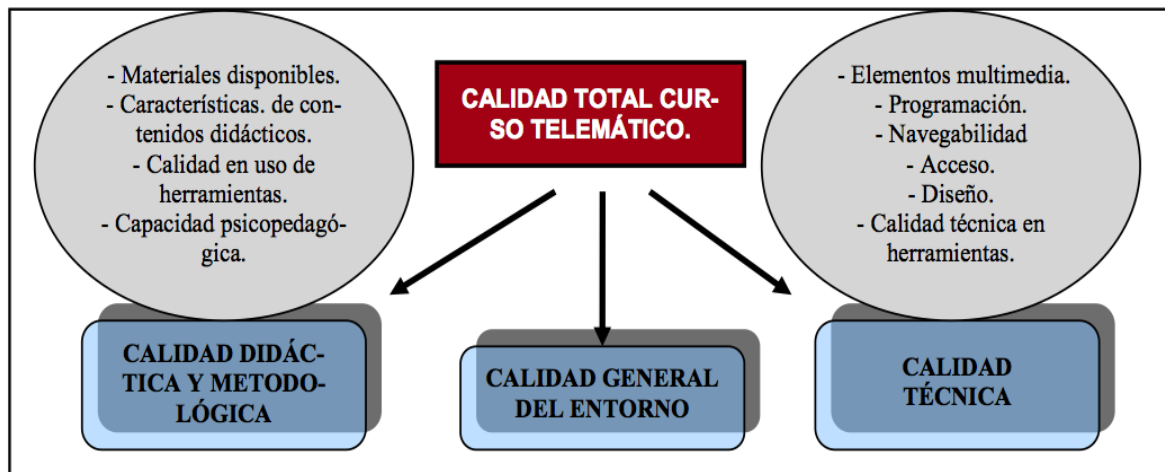 - Materiales disponibles.
- Características. de con-
tenidos didácticos.
- Calidad en uso de
herramientas.
- Capacidad psicopedagó-
gica.
CALIDAD TOTAL CUR-
SO TELEMÁTICO.
- Elementos multimedia.
- Programación.
- Navegabilidad
- Acceso.
- Diseño.
- Calidad técnica en
herramientas.
CALIDAD DIDÁC-
TICA Y METODO-
LÓGICA
CALIDAD GENERAL
DEL ENTORNO
CALIDAD
TÉCNICA